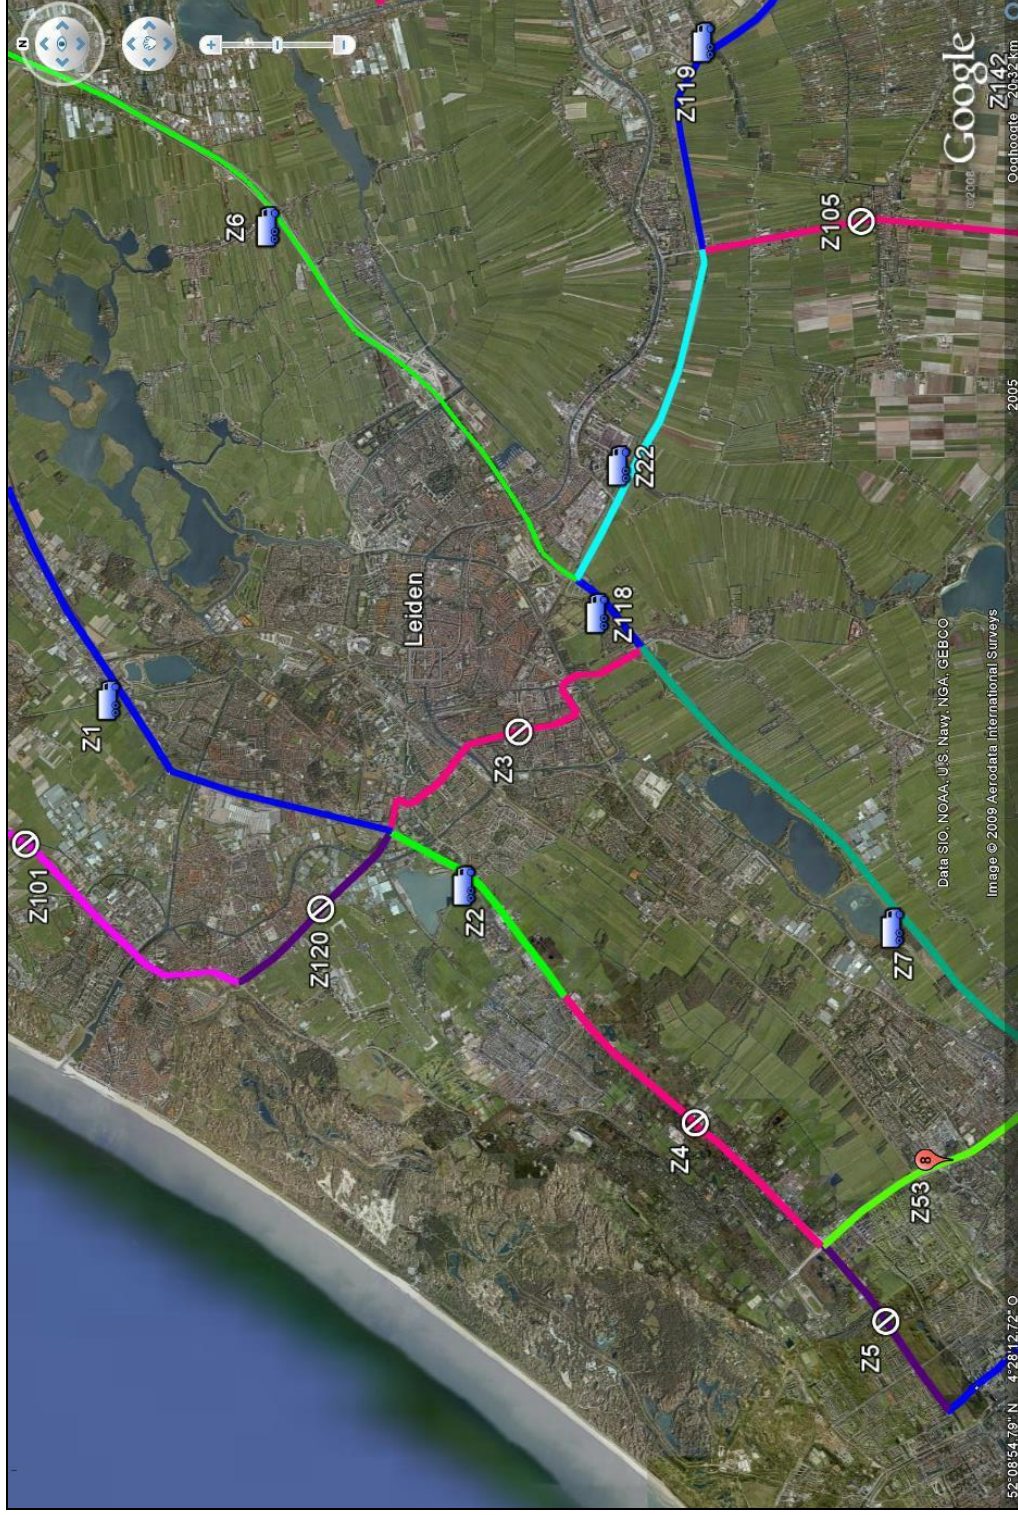 N
Z101
Z1
Z6
Z119
Z120
Z2
Z3
Leiden
Z118
Z22
Z105
Z4
Z5
8
Z53
Z7
Data SIO, NOAA, U.S. Navy, NGA, GEBCO
Image © 2009 Aerodata International Surveys
©2008 Google
Z142
52°08'54.79" N 4°28'12.72" O 2005 Ooghoogte 20.32 km